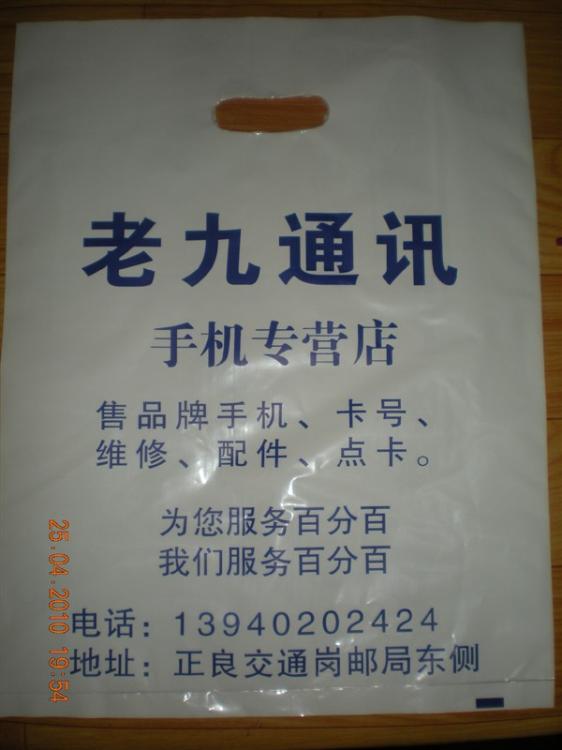 老九通讯
手机专营店
售品牌手机、卡号、
维修、配件、点卡。
为您服务百分百
我们服务百分百
电话：13940202424
地址：正良交通岗邮局东侧
25.04.2010 19:54